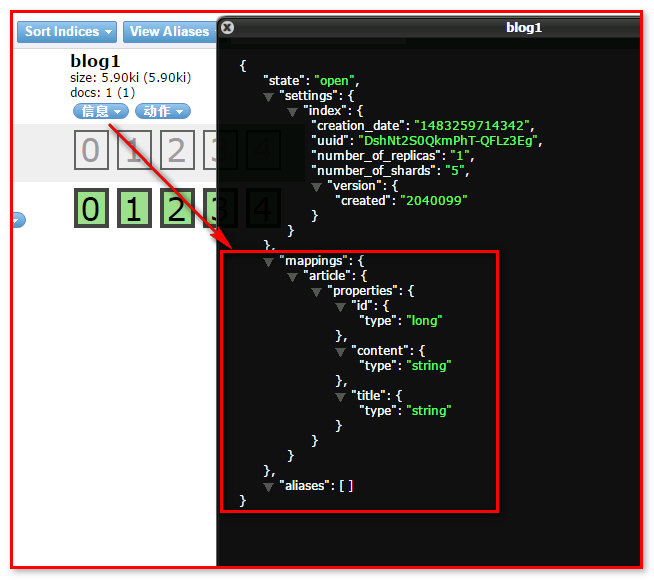 Sort Indices
View Aliases
blog1
blog1
size: 5.90ki (5.90ki)
docs: 1 (1)
信息
动作
0 1 2 3 4
0 1 2 3 4
{
"state": "open",
"settings": {
"index": {
"creation_date": "1483259714342",
"uuid": "DshNt2S0QkmPhT-QFLz3Eg",
"number_of_replicas": "1",
"number_of_shards": "5",
"version": {
"created": "2040099"
}
}
},
"mappings": {
"article": {
"properties": {
"id": {
"type": "long"
},
"content": {
"type": "string"
},
"title": {
"type": "string"
}
}
}
},
"aliases": [ ]
}